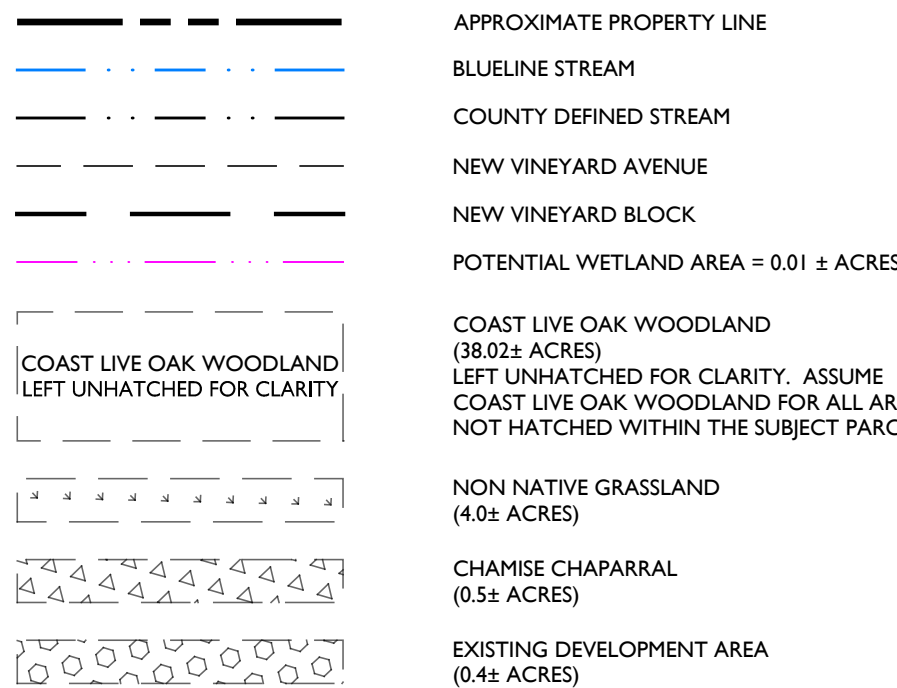 APPROXIMATE PROPERTY LINE
BLUELINE STREAM
COUNTY DEFINED STREAM
NEW VINEYARD AVENUE
NEW VINEYARD BLOCK
POTENTIAL WETLAND AREA = 0.01 ± ACRES
COAST LIVE OAK WOODLAND
LEFT UNHATCHED FOR CLARITY
COAST LIVE OAK WOODLAND
(38.02± ACRES)
LEFT UNHATCHED FOR CLARITY. ASSUME
COAST LIVE OAK WOODLAND FOR ALL AR
NOT HATCHED WITHIN THE SUBJECT PARC
NON NATIVE GRASSLAND
(4.0± ACRES)
CHAMISE CHAPARRAL
(0.5± ACRES)
EXISTING DEVELOPMENT AREA
(0.4± ACRES)